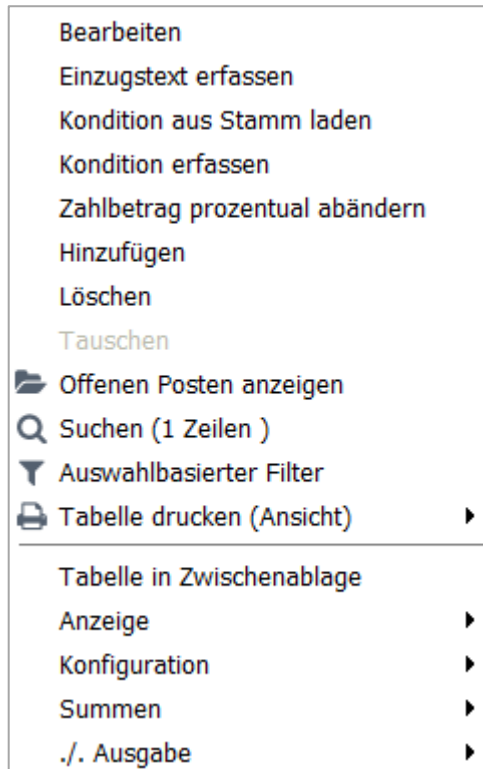 Bearbeiten
Einzugstext erfassen
Kondition aus Stamm laden
Kondition erfassen
Zahlbetrag prozentual abändern
Hinzufügen
Löschen
Tauschen
Offenen Posten anzeigen
Suchen (1 Zeilen )
Auswahlbasierter Filter
Tabelle drucken (Ansicht)
Tabelle in Zwischenablage
Anzeige
Konfiguration
Summen
./. Ausgabe